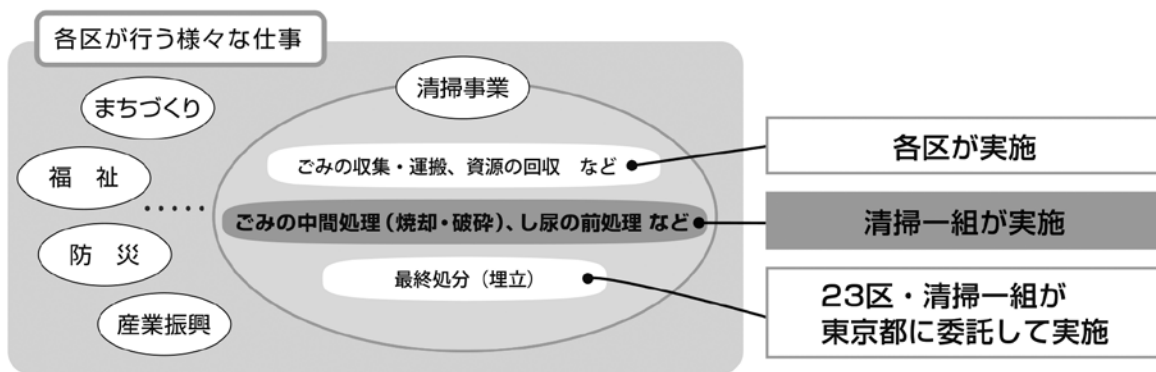 各区が行う様々な仕事
まちづくり
福 祉
防 災
産業振興
・・・・・
清掃事業
ごみの収集・運搬、資源の回収 など
ごみの中間処理(焼却・破砕)、し尿の前処理 など
最終処分(埋立)
各区が実施
清掃一組が実施
23区・清掃一組が
東京都に委託して実施